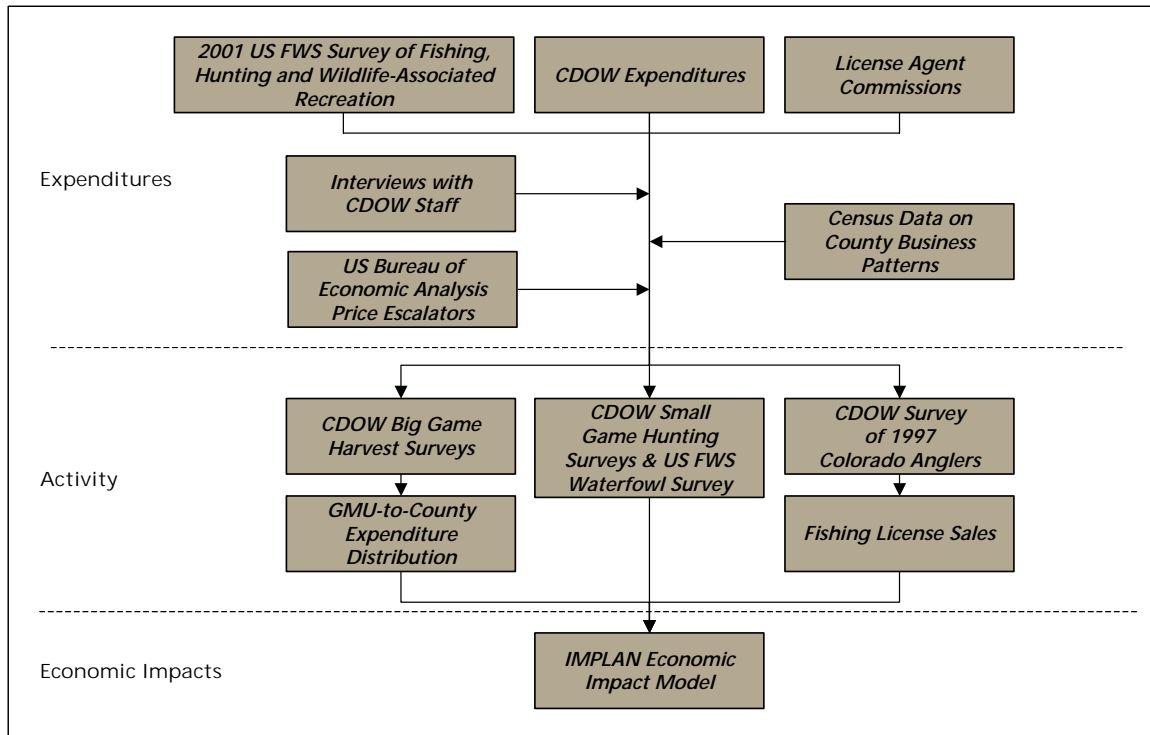 2001 US FWS Survey of Fishing,
Hunting and Wildlife-Associated
Recreation
CDOW Expenditures
License Agent
Commissions
Expenditures
Interviews with
CDOW Staff
Census Data on
County Business
Patterns
US Bureau of
Economic Analysis
Price Escalators
CDOW Big Game
Harvest Surveys
CDOW Small
Game Hunting
Surveys & US FWS
Waterfowl Survey
CDOW Survey
of 1997
Colorado Anglers
Activity
GMU-to-County
Expenditure
Distribution
Fishing License Sales
Economic Impacts
IMPLAN Economic
Impact Model